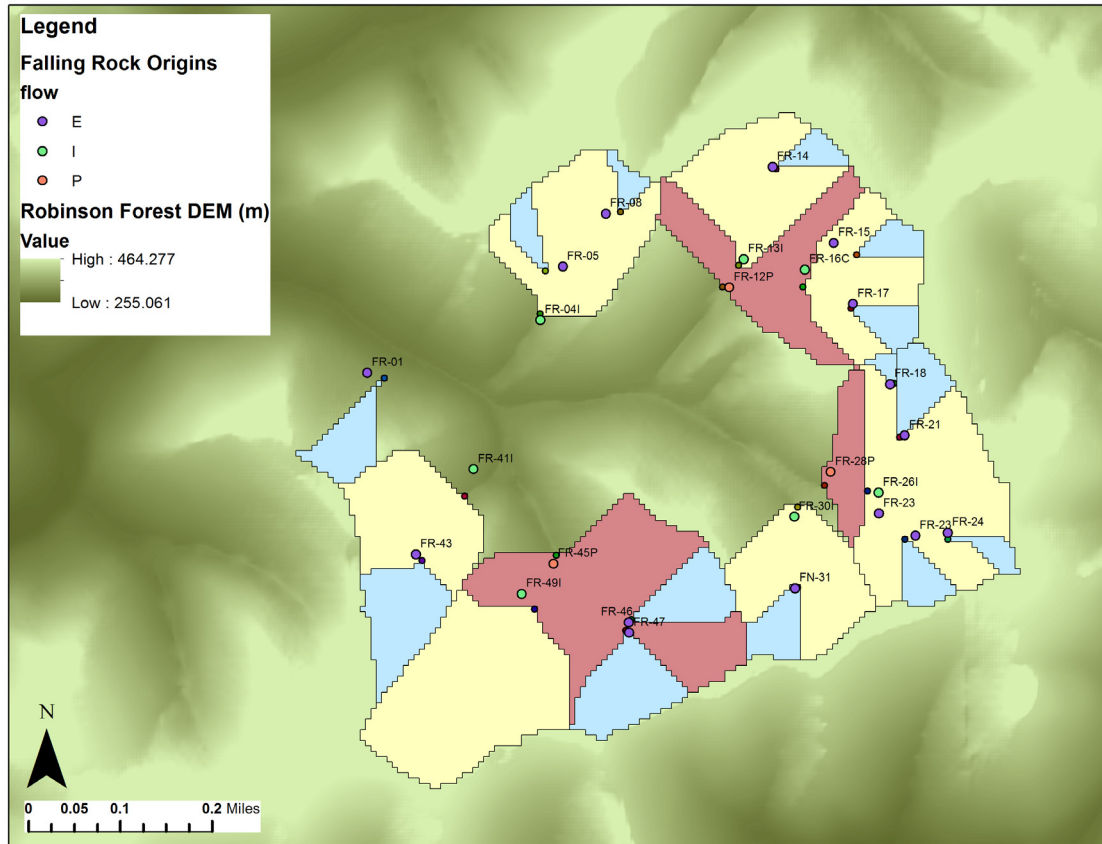 Legend
Falling Rock Origins
flow
E
I
P
Robinson Forest DEM (m)
Value
High : 464.277
Low : 255.061
FR-14
FR-08
FR-15
FR-13I
FR-05
FR-16C
FR-12P
FR-17
FR-04I
FR-01
FR-18
FR-21
FR-41I
FR-28P
FR-26I
FR-30I
FR-23
FR-23
FR-24
FR-43
FR-45P
FN-31
FR-49I
FR-46
FR-47
N
0 0.05 0.1 0.2 Miles